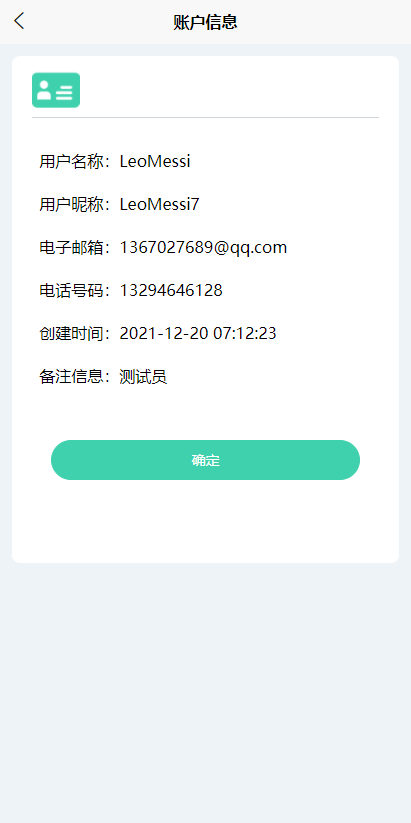 账户信息
用户名称：LeoMessi
用户昵称：LeoMessi7
电子邮箱：1367027689@qq.com
电话号码：13294646128
创建时间：2021-12-20 07:12:23
备注信息：测试员
确定